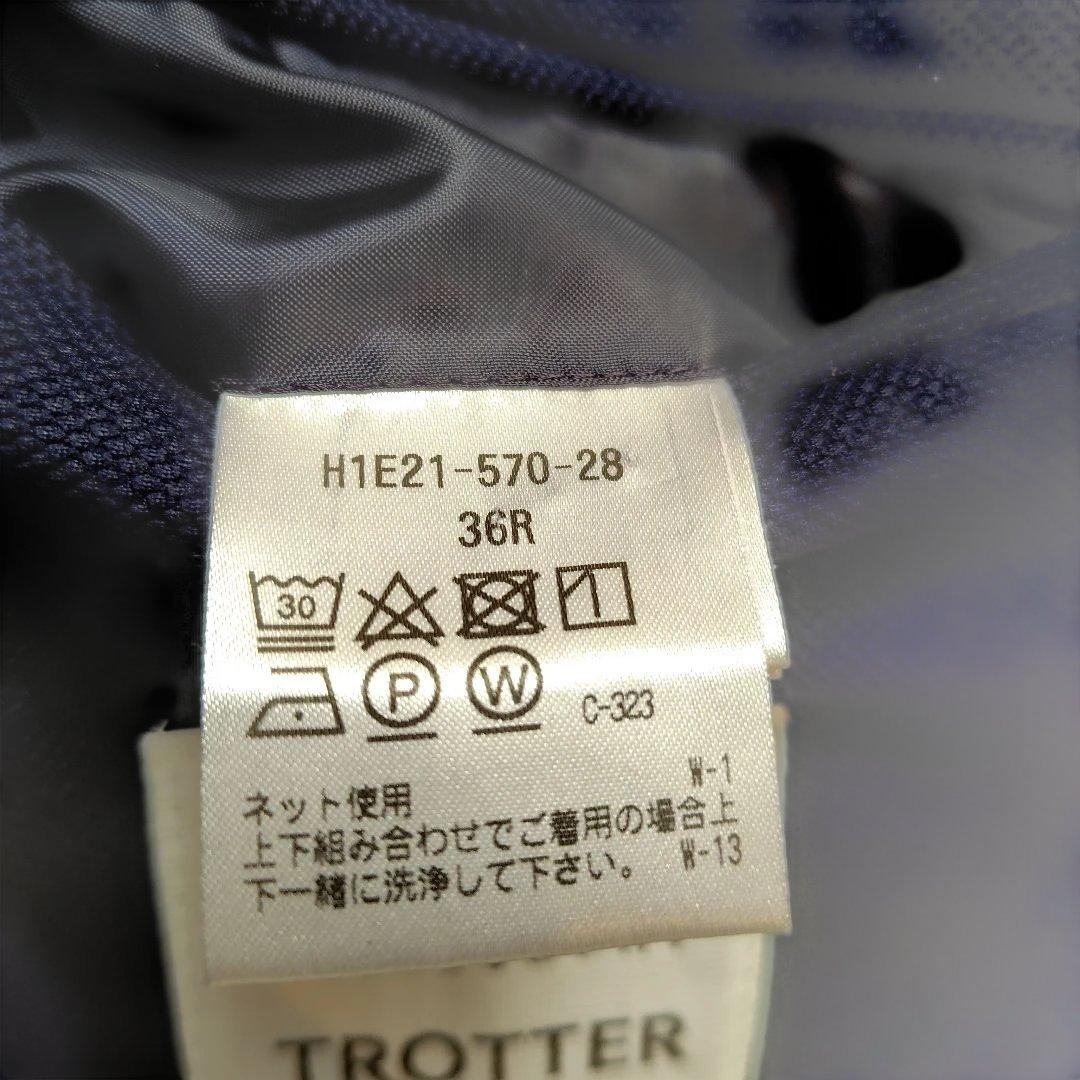 H1E21-570-28
36R
30
P W C-323
ネット使用 W-1
上下組み合わせでご着用の場合上
下一緒に洗浄して下さい。 W-13
TROTTER